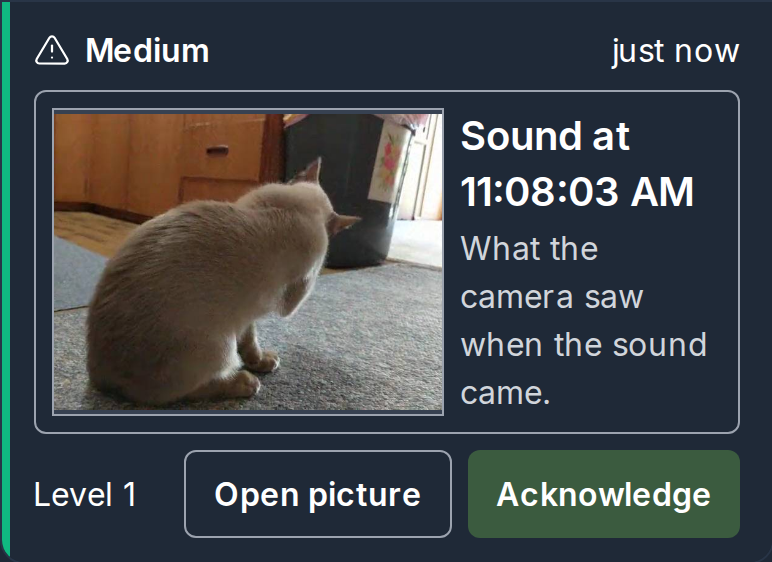 Medium
just now
Sound at
11:08:03 AM
What the
camera saw
when the sound
came.
Level 1
Open picture
Acknowledge